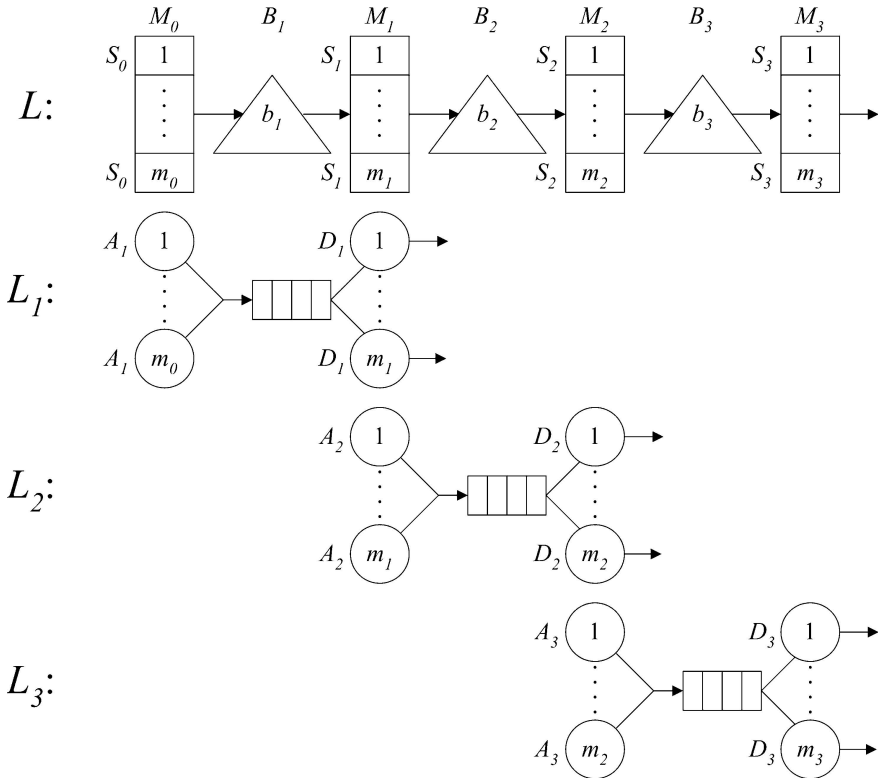 M₀ B₁ M₁ B₂ M₂ B₃ M₃
S₀ 1 S₁ 1 S₂ 1 S₃ 1
L: b₁ b₂ b₃
S₀ m₀ S₁ m₁ S₂ m₂ S₃ m₃
A₁ 1 D₁ 1
L₁:
A₁ m₀ D₁ m₁
A₂ 1 D₂ 1
L₂:
A₂ m₁ D₂ m₂
A₃ 1 D₃ 1
L₃:
A₃ m₂ D₃ m₃